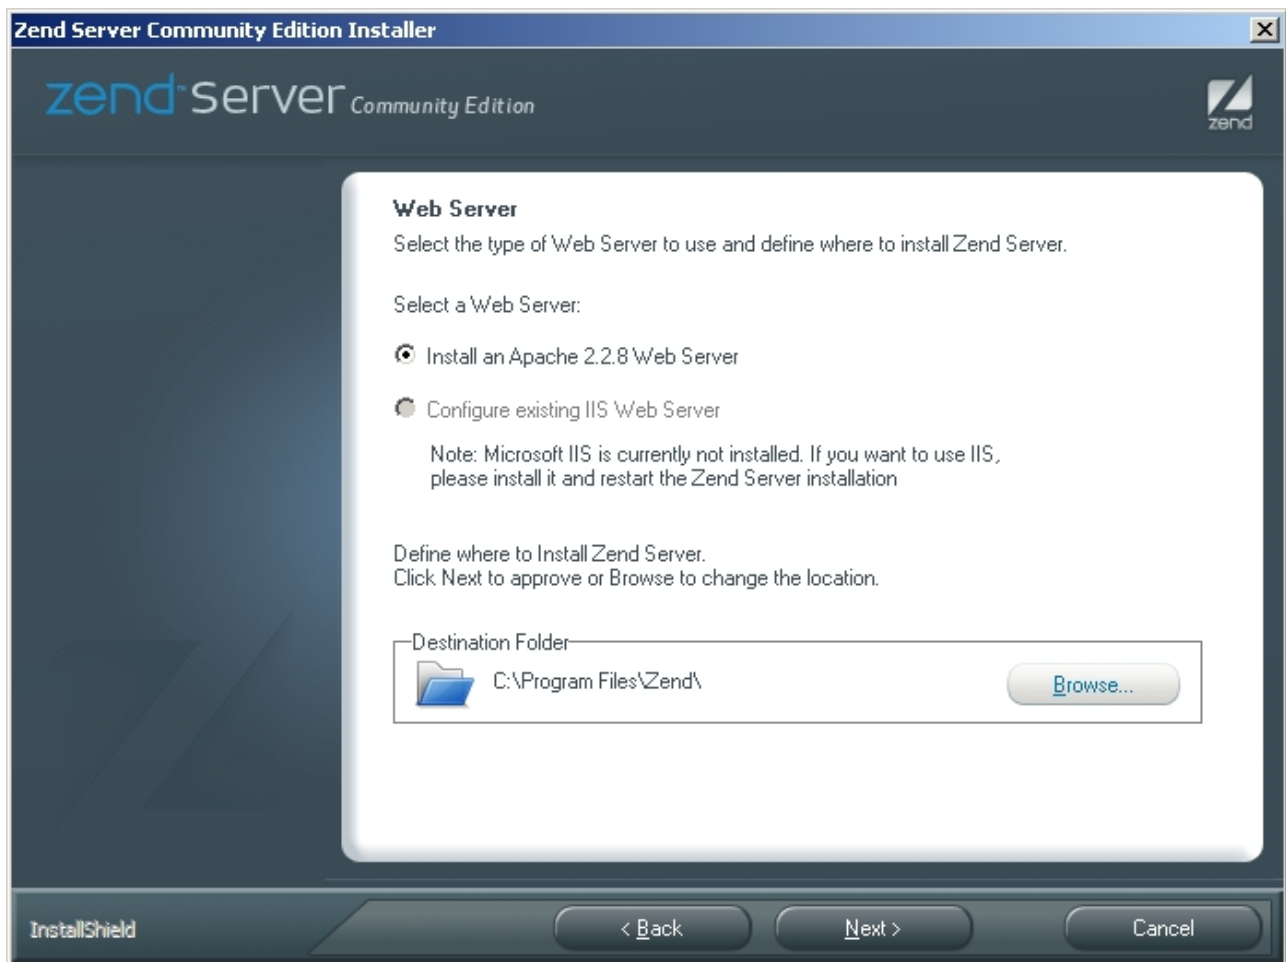 Zend Server Community Edition Installer
zend™ server Community Edition
zend
Web Server
Select the type of Web Server to use and define where to install Zend Server.
Select a Web Server:
Install an Apache 2.2.8 Web Server
Configure existing IIS Web Server
Note: Microsoft IIS is currently not installed. If you want to use IIS,
please install it and restart the Zend Server installation
Define where to Install Zend Server.
Click Next to approve or Browse to change the location.
Destination Folder
C:\Program Files\Zend\
Browse...
InstallShield
< Back
Next >
Cancel